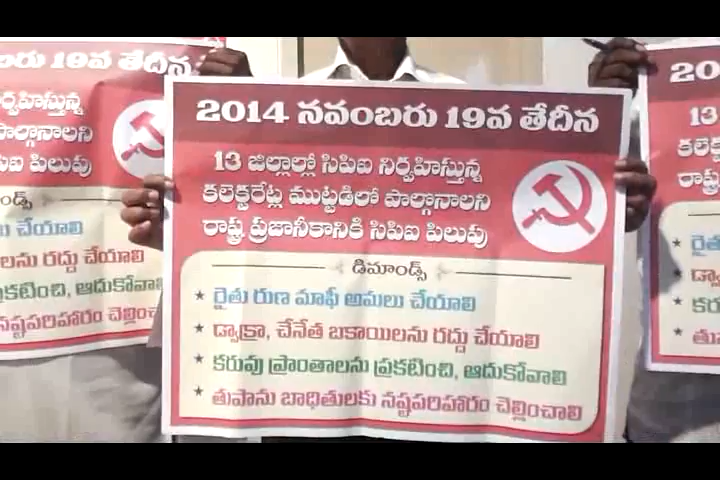 2014 నవంబరు 19వ తేదీన
13 జిల్లాల్లో సిపిఐ నిర్వహిస్తున్న
కలెక్టరేట్ల ముట్టడిలో పాల్గొనాలని
రాష్ట్ర ప్రజానీకానికి సిపిఐ పిలుపు
డిమాండ్స్
★ రైతు రుణ మాఫీ అమలు చేయాలి
★ డ్వాక్రా, చేనేత బకాయిలను రద్దు చేయాలి
★ కరువు ప్రాంతాలను ప్రకటించి, ఆదుకోవాలి
★ తుపాను బాధితులకు నష్టపరిహారం చెల్లించాలి